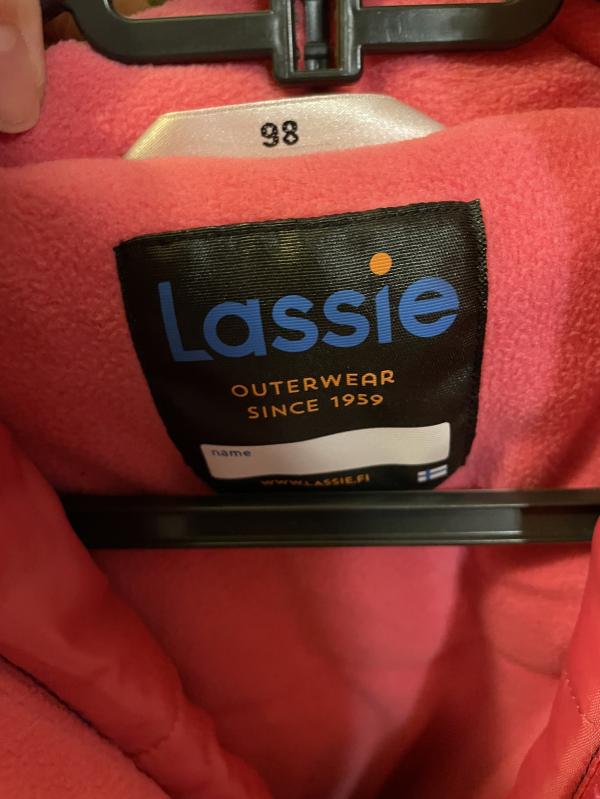 98
Lassie
OUTERWEAR
SINCE 1959
name
WWW.LASSIE.FI